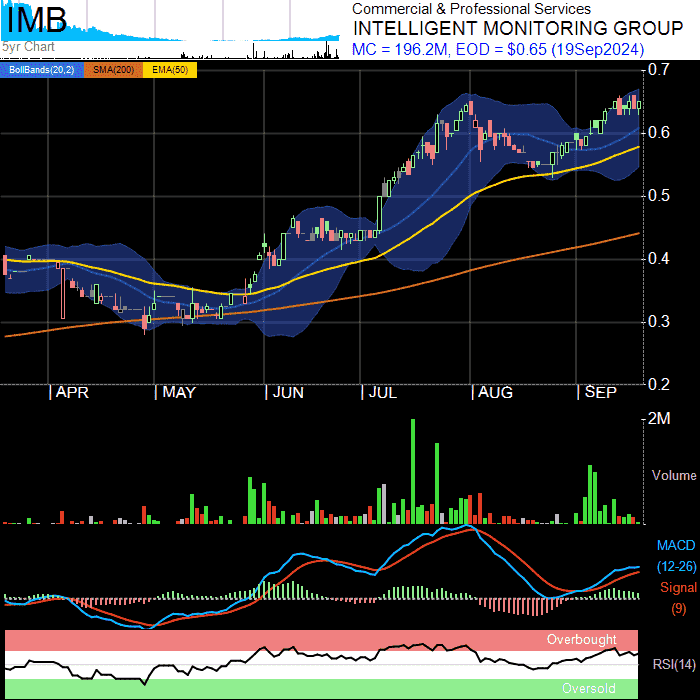 IMB
5yr Chart
Commercial & Professional Services
INTELLIGENT MONITORING GROUP
MC = 196.2M, EOD = $0.65 (19Sep2024)
BollBands(20,2) SMA(200) EMA(50)
0.7
0.6
0.5
0.4
0.3
0.2
APR MAY JUN JUL AUG SEP
2M
Volume
MACD
(12-26)
Signal
(9)
Overbought
RSI(14)
Oversold